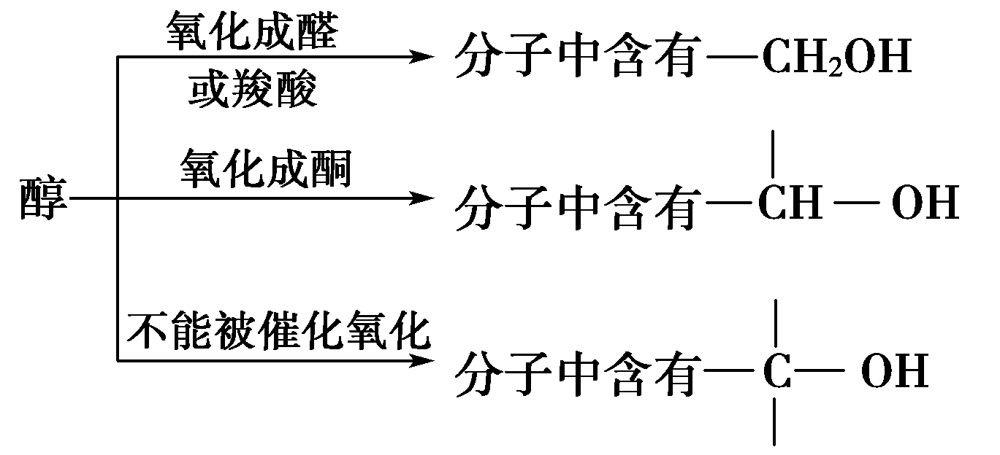 氧化成醛
或羧酸
分子中含有—CH₂OH
醇
氧化成酮
分子中含有—CH—OH
不能被催化氧化
分子中含有—C—OH